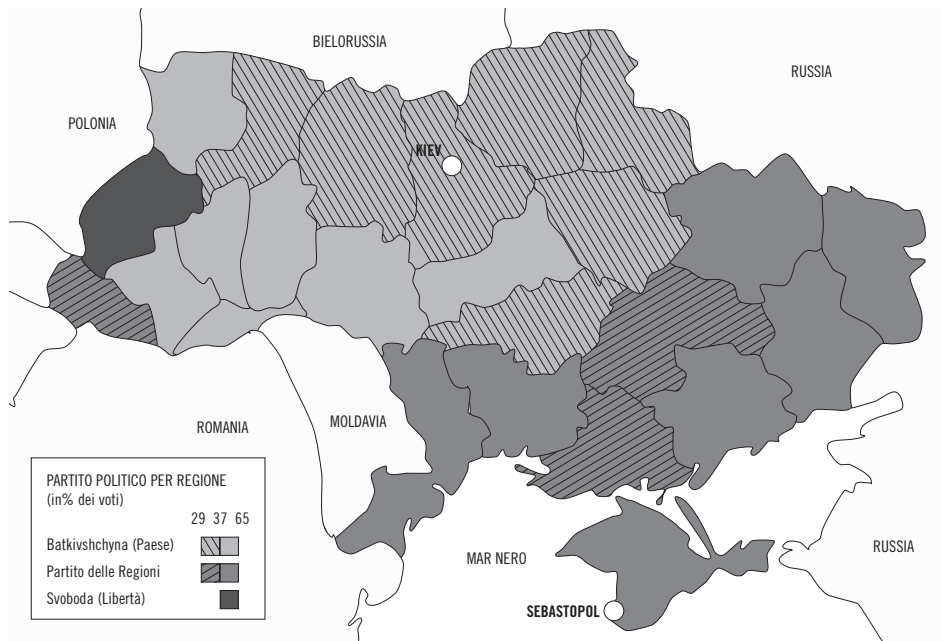 BIELORUSSIA
RUSSIA
POLONIA
KIEV
ROMANIA
MOLDAVIA
MAR NERO
RUSSIA
SEBASTOPOL
PARTITO POLITICO PER REGIONE
(in% dei voti)
29 37 65
Batkivshchyna (Paese)
Partito delle Regioni
Svoboda (Libertà)